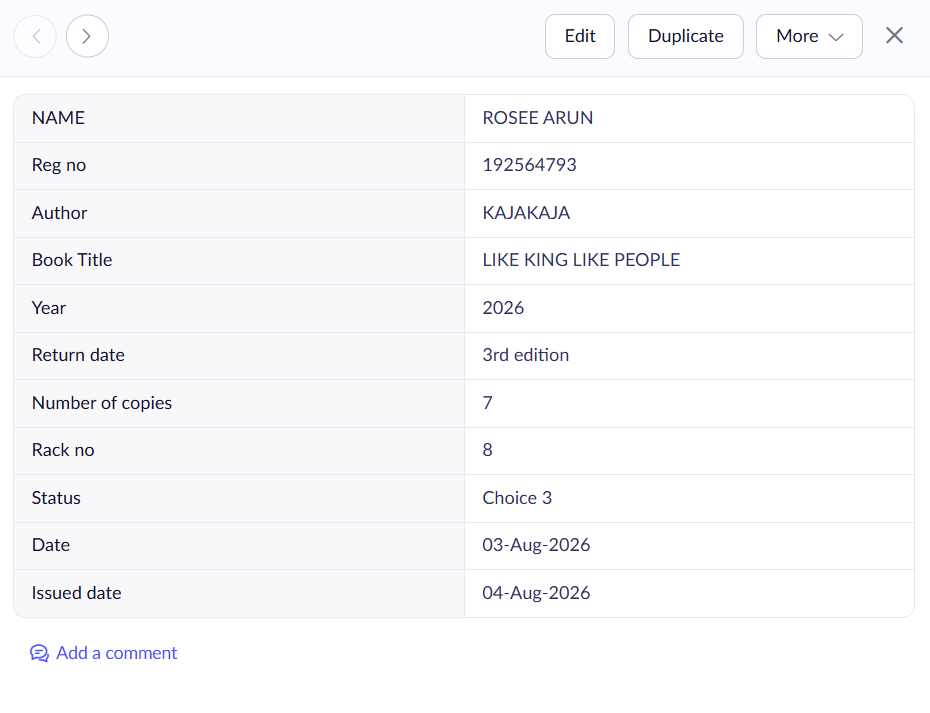 Edit Duplicate More
NAME ROSEE ARUN
Reg no 192564793
Author KAJAKAJA
Book Title LIKE KING LIKE PEOPLE
Year 2026
Return date 3rd edition
Number of copies 7
Rack no 8
Status Choice 3
Date 03-Aug-2026
Issued date 04-Aug-2026
Add a comment